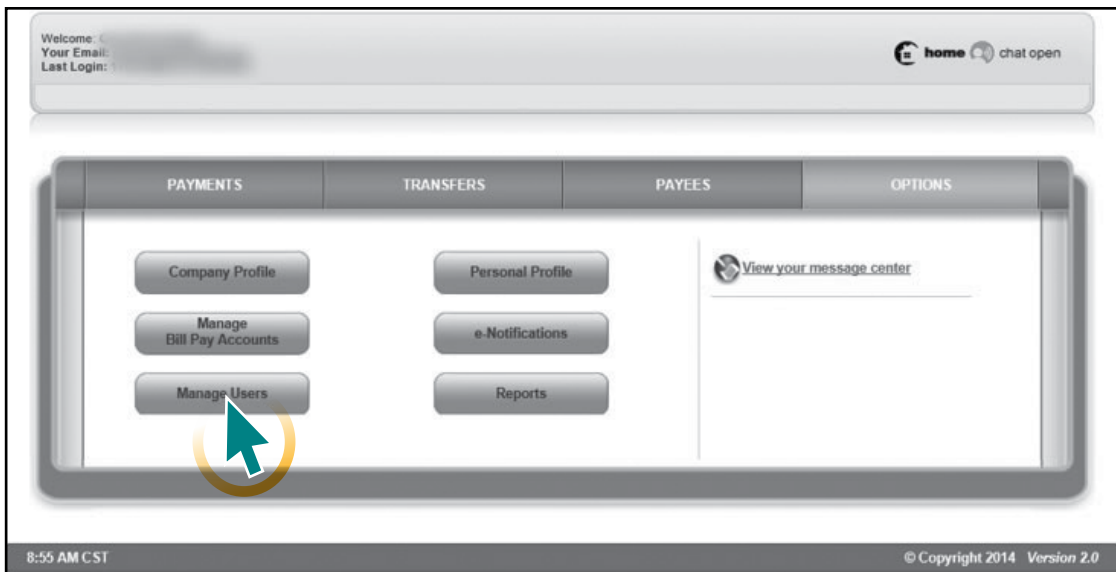 Welcome:
Your Email:
Last Login:
home chat open
PAYMENTS TRANSFERS PAYEES OPTIONS
Company Profile Personal Profile View your message center
Manage
Bill Pay Accounts e-Notifications
Manage Users Reports
8:55 AM CST © Copyright 2014 Version 2.0